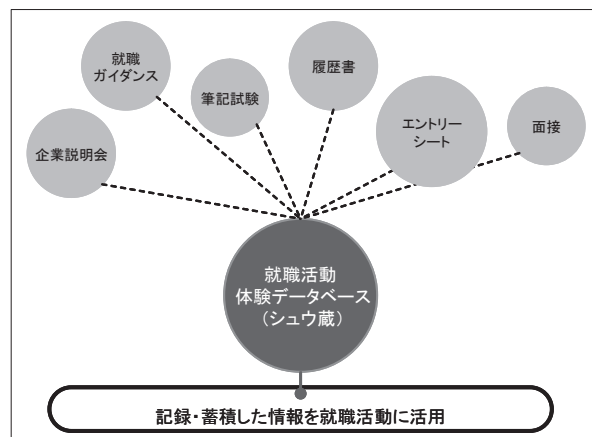 就職
ガイダンス
履歴書
筆記試験
エントリー
シート
面接
企業説明会
就職活動
体験データベース
（シュウ蔵）
記録・蓄積した情報を就職活動に活用